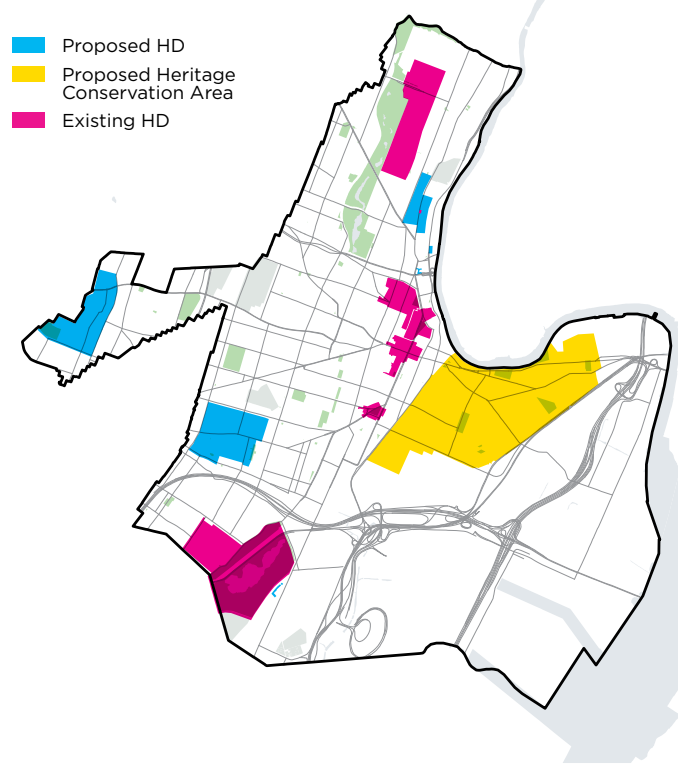 Proposed HD
Proposed Heritage
Conservation Area
Existing HD